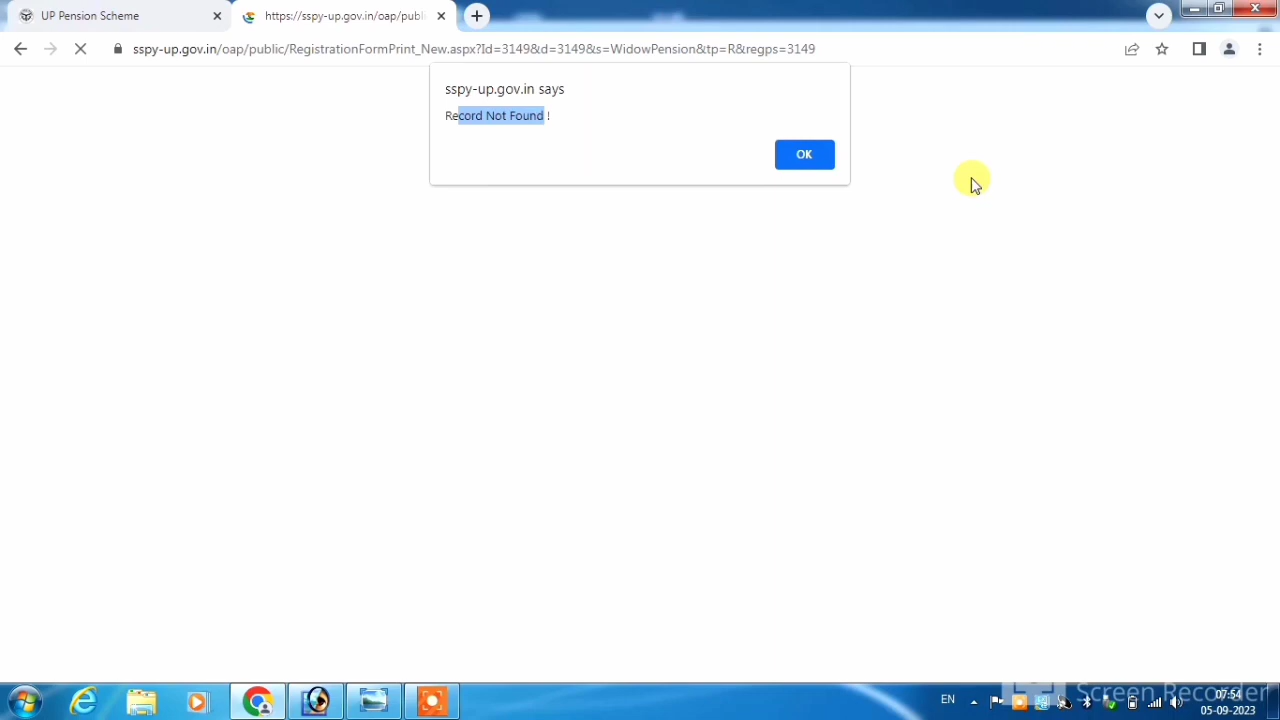 UP Pension Scheme
https://sspy-up.gov.in/oap/publ
sspy-up.gov.in/oap/public/RegistrationFormPrint_New.aspx?Id=3149&d=3149&s=WidowPension&tp=R&regps=3149
sspy-up.gov.in says
Record Not Found !
OK
EN
Screen Recorder
07:54
05-09-2023